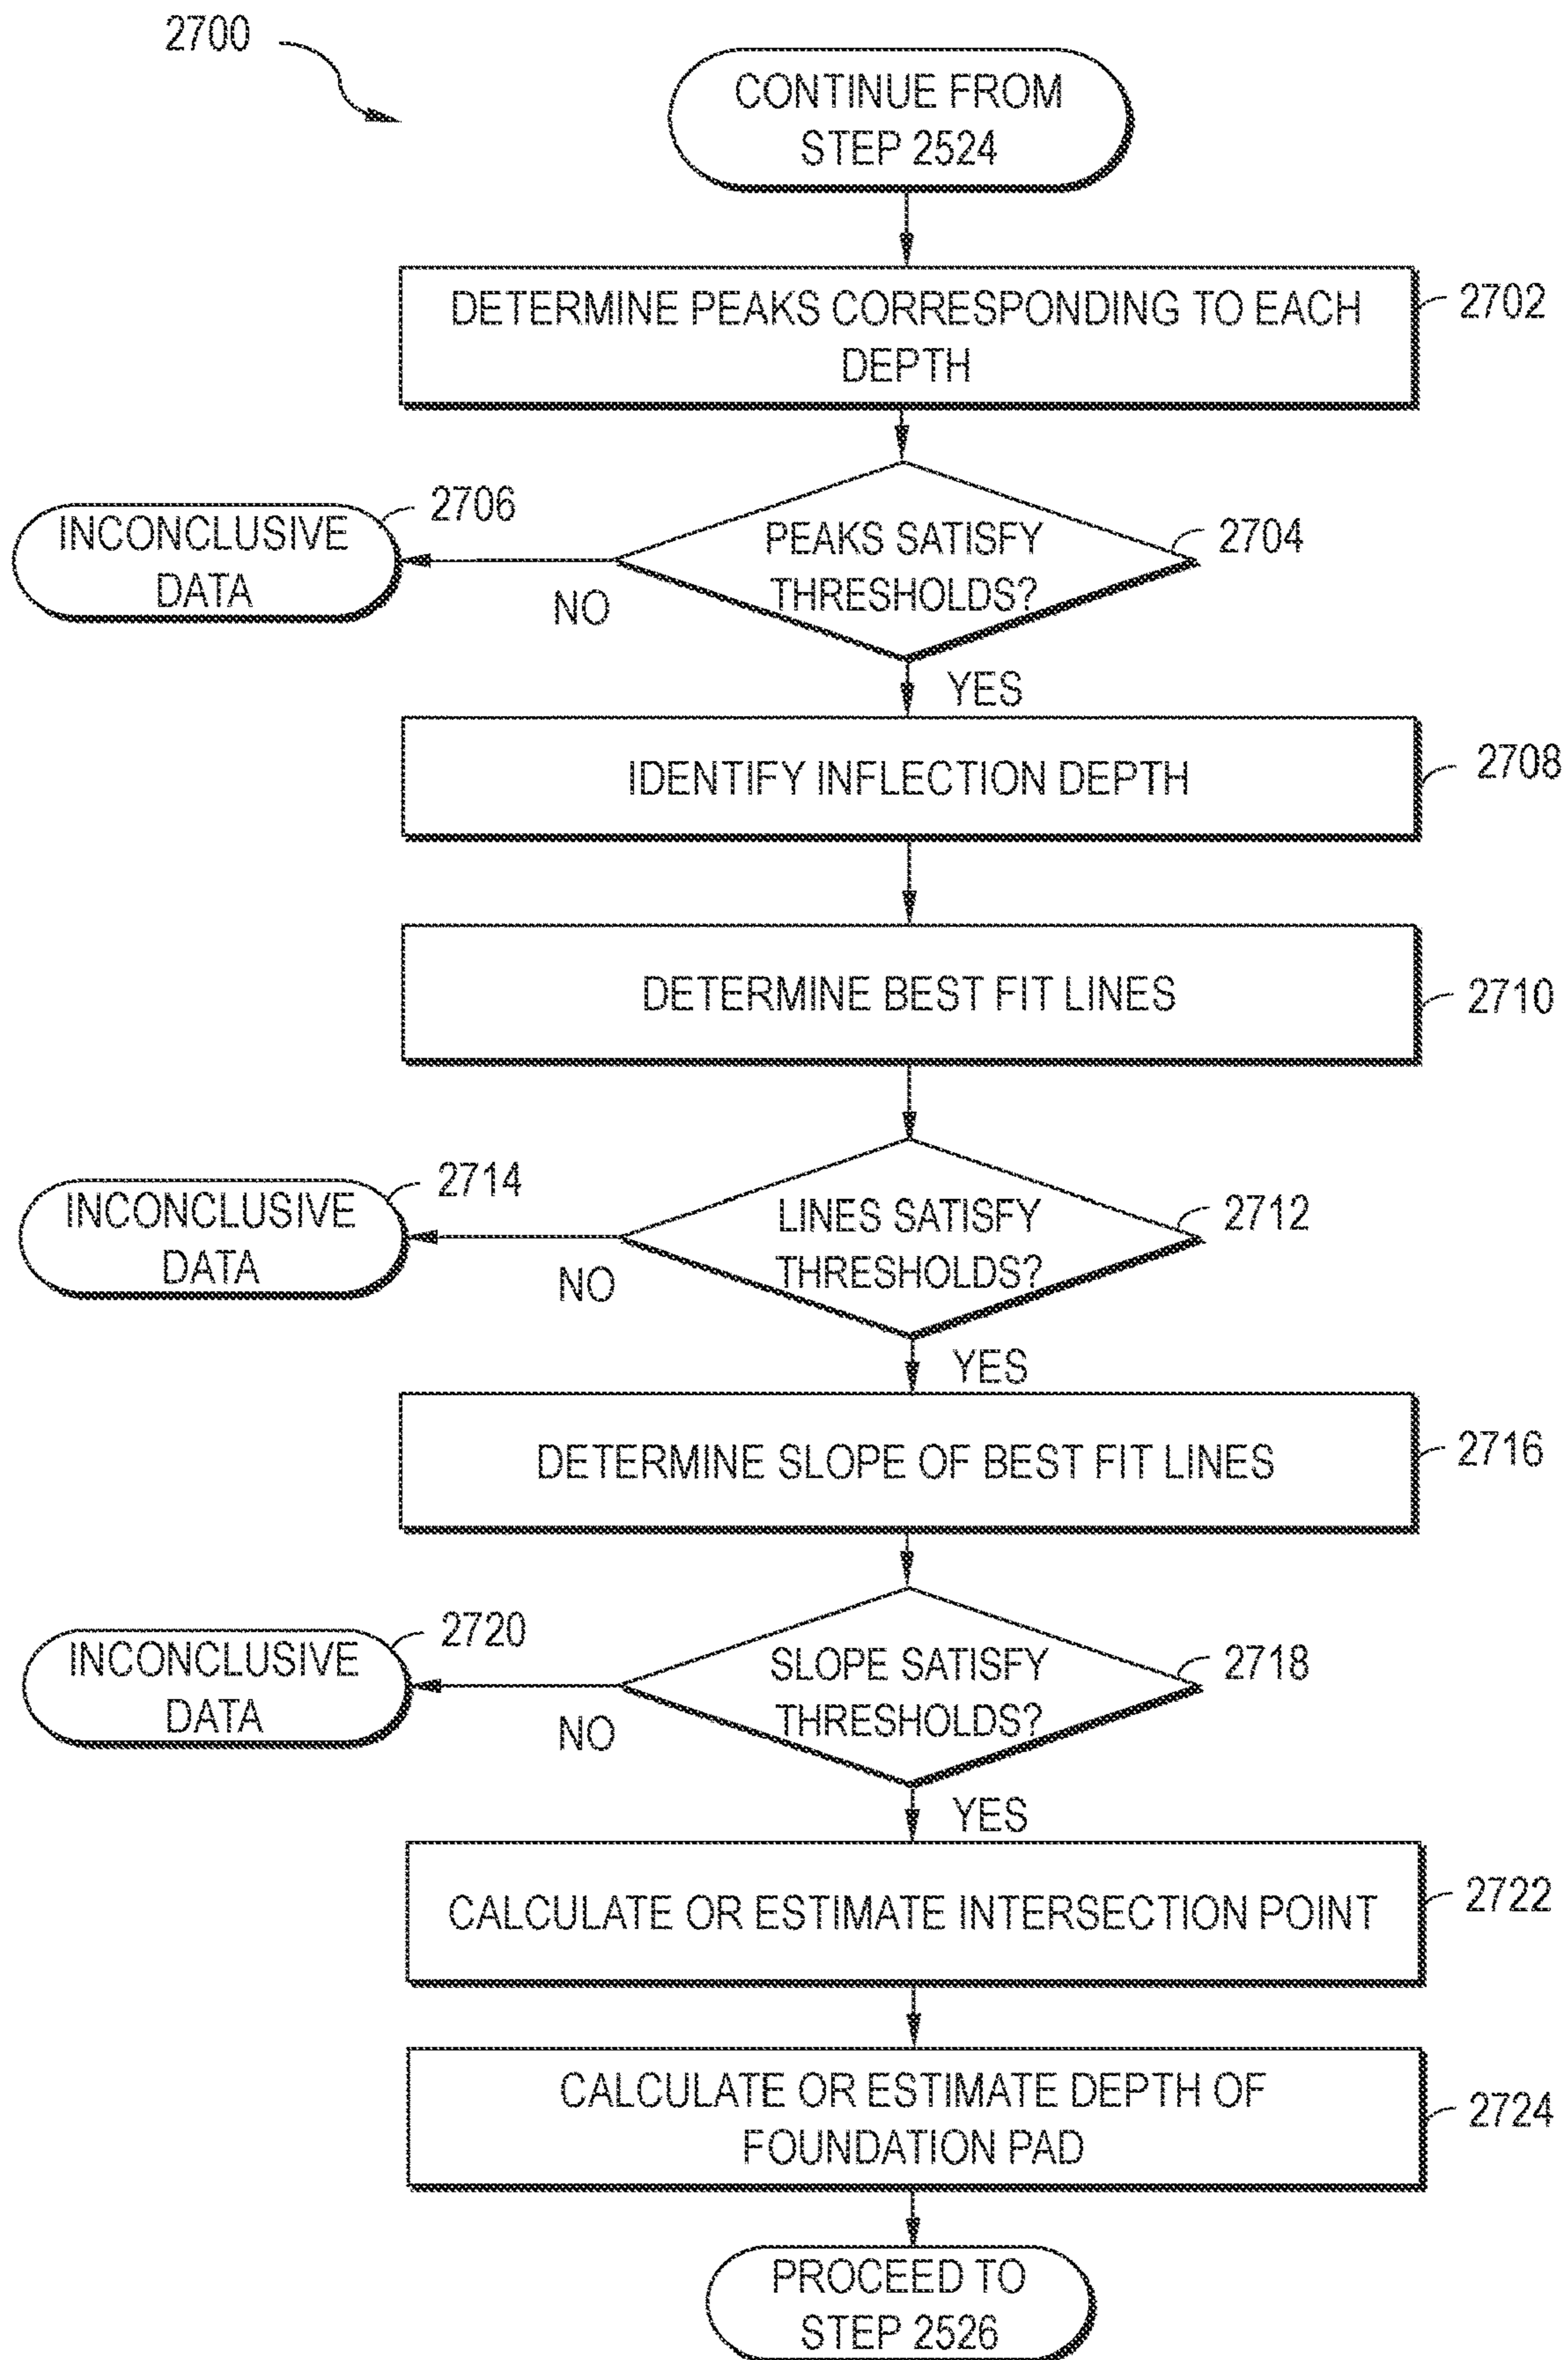 2700
CONTINUE FROM
STEP 2524
DETERMINE PEAKS CORRESPONDING TO EACH
DEPTH
2702
PEAKS SATISFY
THRESHOLDS?
2704
NO
INCONCLUSIVE
DATA
2706
YES
IDENTIFY INFLECTION DEPTH
2708
DETERMINE BEST FIT LINES
2710
LINES SATISFY
THRESHOLDS?
2712
NO
INCONCLUSIVE
DATA
2714
YES
DETERMINE SLOPE OF BEST FIT LINES
2716
SLOPE SATISFY
THRESHOLDS?
2718
NO
INCONCLUSIVE
DATA
2720
YES
CALCULATE OR ESTIMATE INTERSECTION POINT
2722
CALCULATE OR ESTIMATE DEPTH OF
FOUNDATION PAD
2724
PROCEED TO
STEP 2526